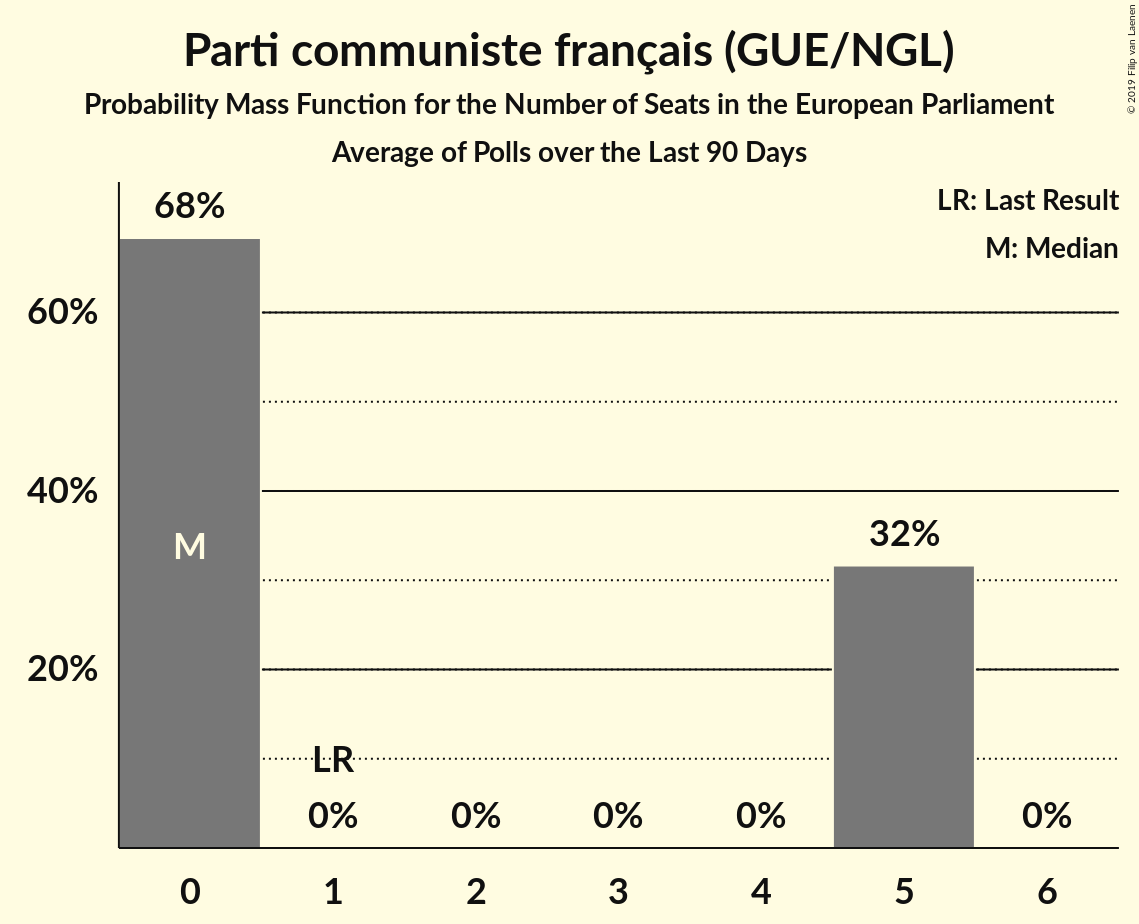 Parti communiste français (GUE/NGL)
Probability Mass Function for the Number of Seats in the European Parliament
Average of Polls over the Last 90 Days
© 2019 Filip van Laenen
LR: Last Result
M: Median
68%
60%
40%
20%
M
32%
LR
0%
0%
0%
0%
0%
0 1 2 3 4 5 6